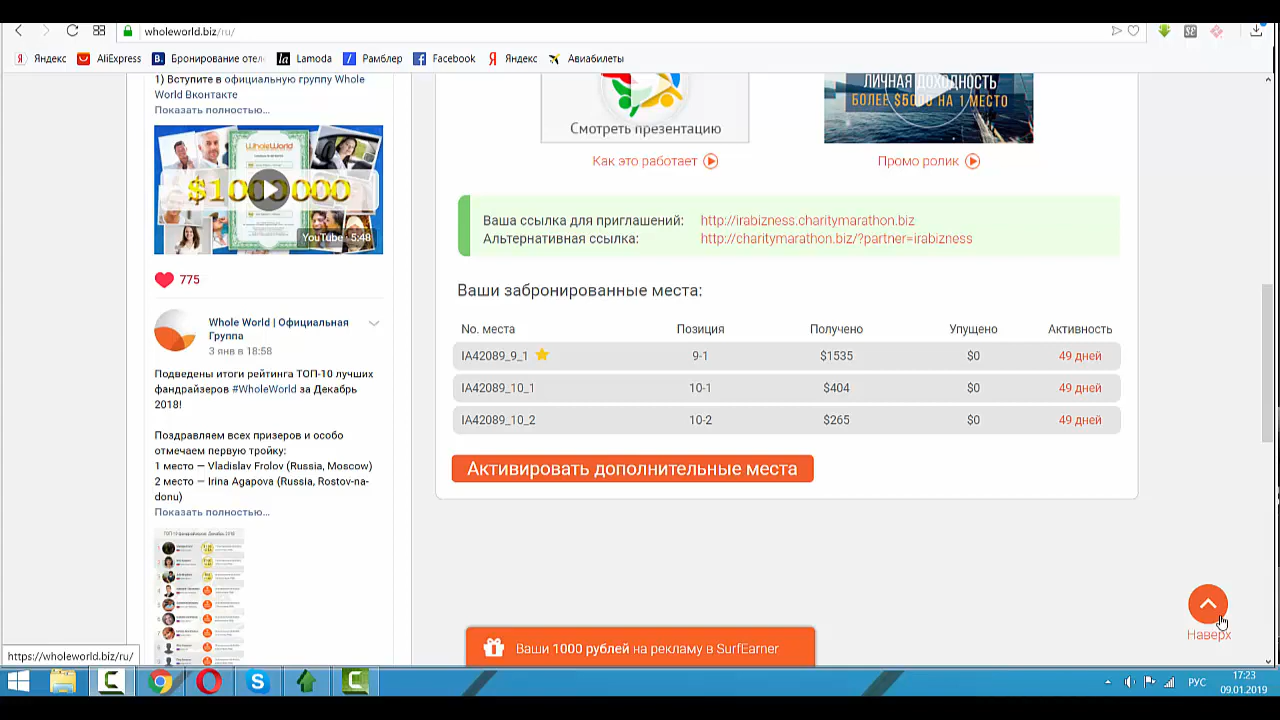 wholeworld.biz/ru/
Яндекс
AliExpress
Бронирование отел
Lamoda
Рамблер
Facebook
Яндекс
Авиабилеты
1) Вступите в официальную группу Whole
World Вконтакте
Показать полностью...
WholeWorld
$1000000
YouTube · 5:48
775
Whole World | Официальная
Группа
3 янв в 18:58
Подведены итоги рейтинга ТОП-10 лучших
фандрайзеров #WholeWorld за Декабрь
2018!
Поздравляем всех призеров и особо
отмечаем первую тройку:
1 место — Vladislav Frolov (Russia, Moscow)
2 место — Irina Agapova (Russia, Rostov-na-
donu)
Показать полностью...
Смотреть презентацию
Как это работает
ЛИЧНАЯ ДОХОДНОСТЬ
БОЛЕЕ $5000 НА 1 МЕСТО
Промо ролик
Ваша ссылка для приглашений: http://irabizness.charitymarathon.biz
Альтернативная ссылка: http://charitymarathon.biz/?partner=irabizness
Ваши забронированные места:
No. места Позиция Получено Упущено Активность
IA42089_9_1 9-1 $1535 $0 49 дней
IA42089_10_1 10-1 $404 $0 49 дней
IA42089_10_2 10-2 $265 $0 49 дней
Активировать дополнительные места
Наверх
Ваши 1000 рублей на рекламу в SurfEarner
https://wholeworld.biz/ru/
РУС
17:23
09.01.2019